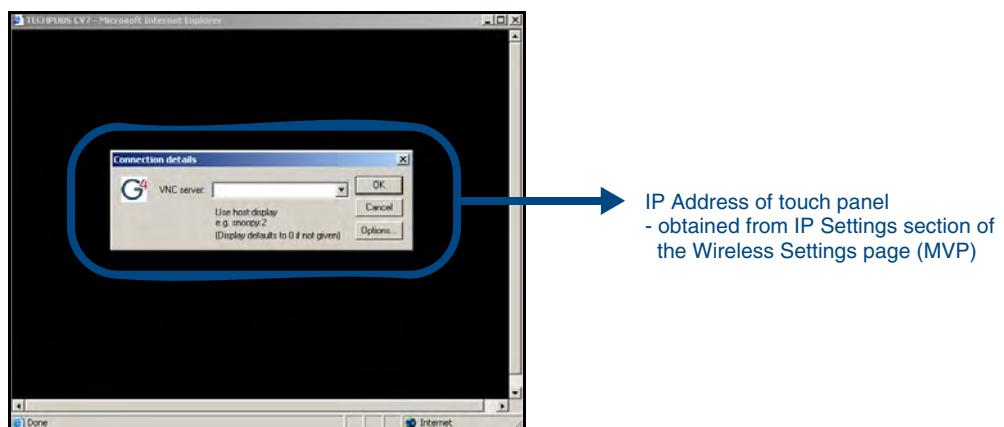 TECHPUBS CV7 - Microsoft Internet Explorer
Connection details
G4
VNC server:
OK
Use host:display
e.g. snoopy:2
(Display defaults to 0 if not given)
Cancel
Options...
IP Address of touch panel
- obtained from IP Settings section of
the Wireless Settings page (MVP)
Done
Internet